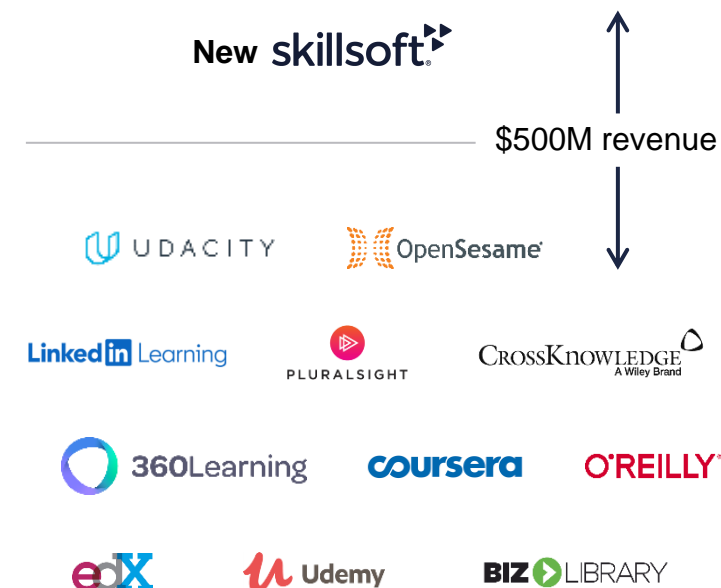 New skillsoft
$500M revenue
UDACITY OpenSesame
Linked in Learning PLURALSIGHT CROSSKNOWLEDGE
A Wiley Brand
360Learning coursera O'REILLY
edX Udemy BIZ LIBRARY